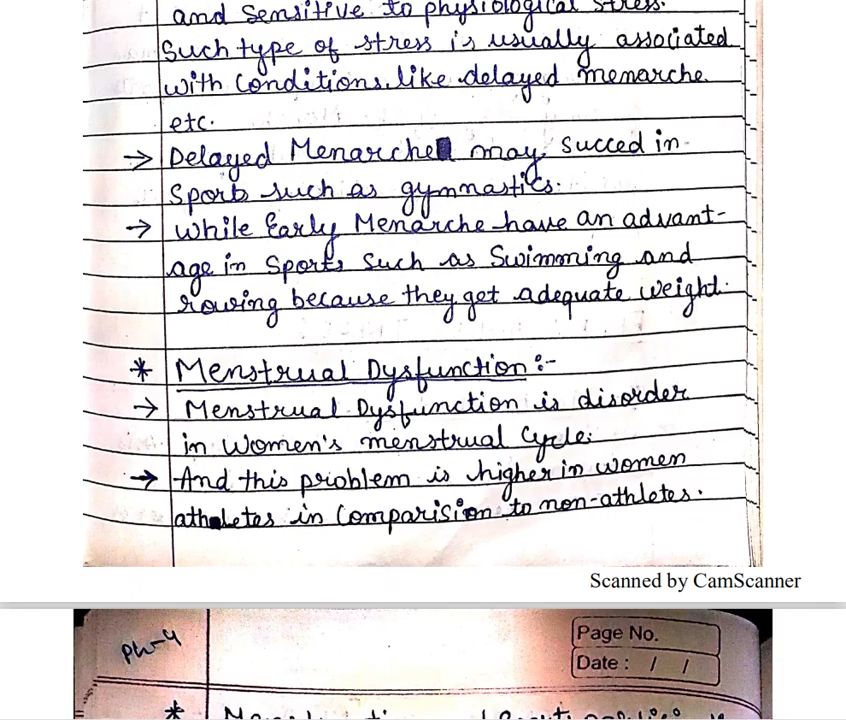 and Sensitive to physiological stress.
Such type of stress is usually associated
with Conditions like delayed menarche
etc.
→ Delayed Menarche may succed in
Sports such as gymnastics.
→ While Early Menarche have an advant-
age in Sports Such as Swimming and
rowing because they get adequate weight.
* Menstrual Dysfunction :-
→ Menstrual Dysfunction is disorder
in Women's menstrual Cycle.
→ And this problem is higher in women
athletes in Comparision to non-athletes.
Scanned by CamScanner
Page No.
Date : / /
*